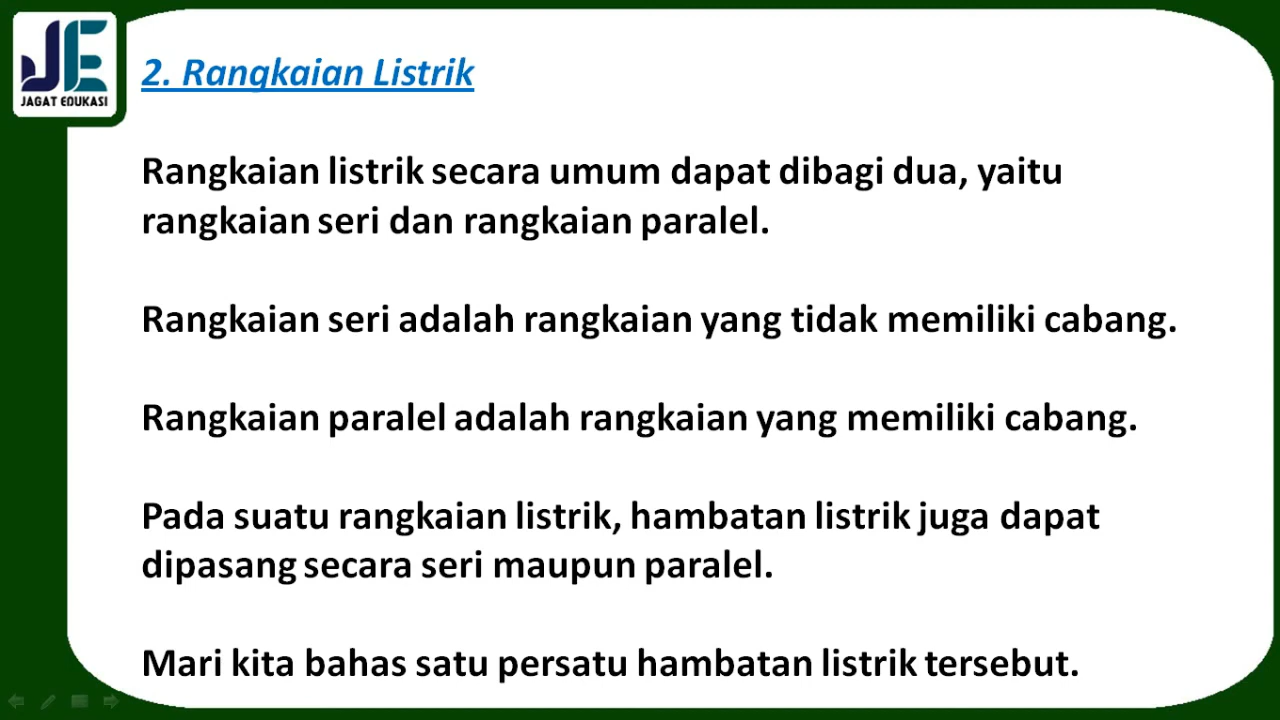 JE
JAGAT EDUKASI
2. Rangkaian Listrik
Rangkaian listrik secara umum dapat dibagi dua, yaitu
rangkaian seri dan rangkaian paralel.
Rangkaian seri adalah rangkaian yang tidak memiliki cabang.
Rangkaian paralel adalah rangkaian yang memiliki cabang.
Pada suatu rangkaian listrik, hambatan listrik juga dapat
dipasang secara seri maupun paralel.
Mari kita bahas satu persatu hambatan listrik tersebut.